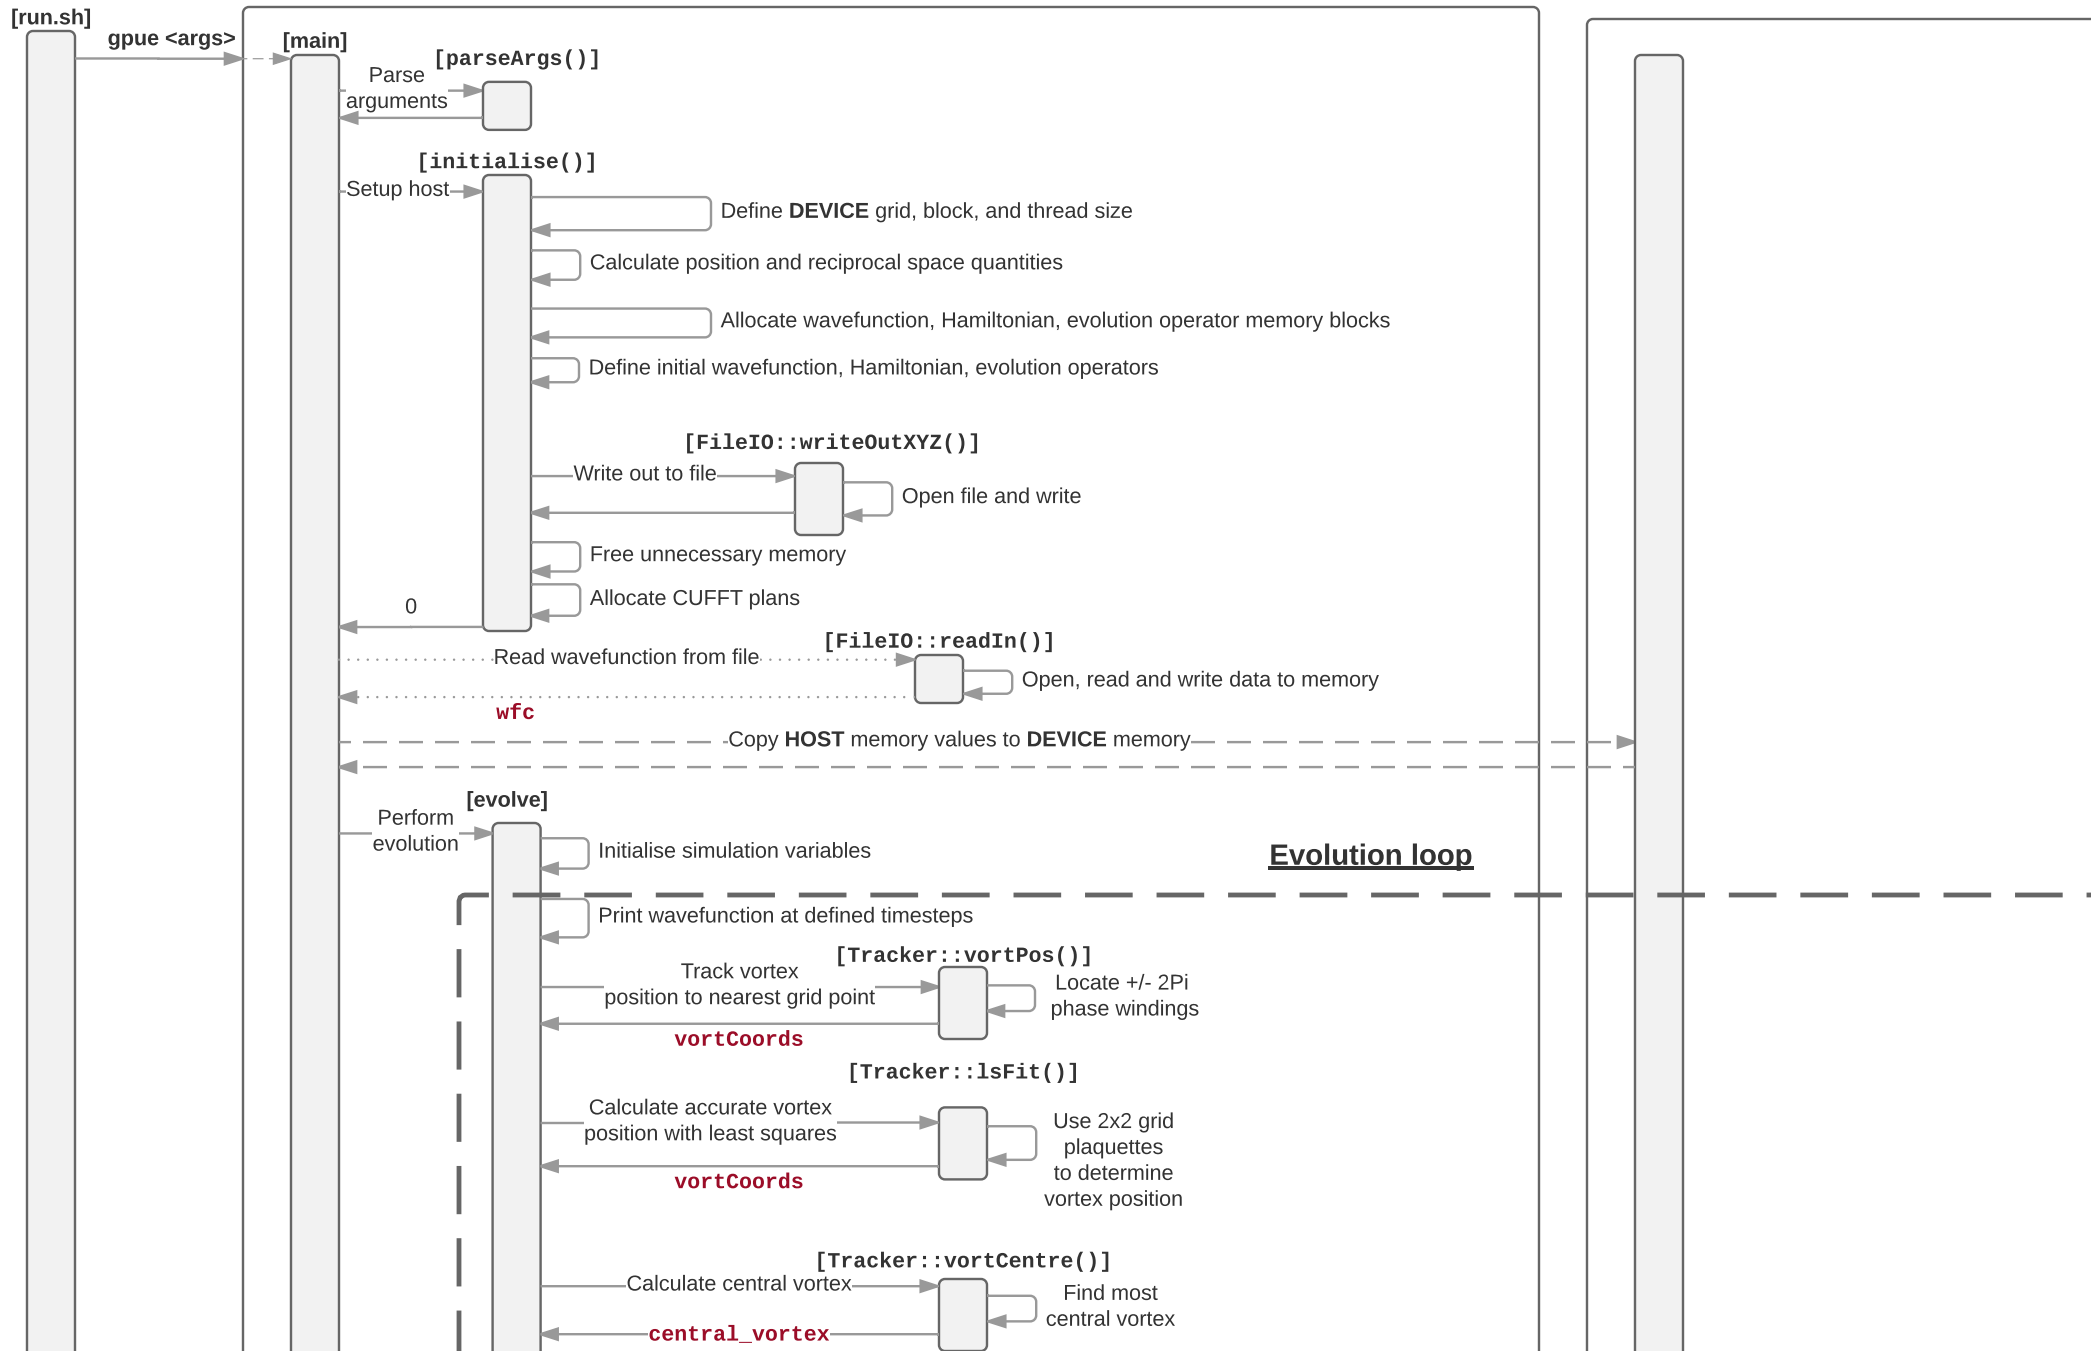 [run.sh]
gpue <args>
[main]
[parseArgs()]
Parse
arguments
[initialise()]
Setup host
Define DEVICE grid, block, and thread size
Calculate position and reciprocal space quantities
Allocate wavefunction, Hamiltonian, evolution operator memory blocks
Define initial wavefunction, Hamiltonian, evolution operators
[FileIO::writeOutXYZ()]
Write out to file
Open file and write
Free unnecessary memory
Allocate CUFFT plans
0
[FileIO::readIn()]
Read wavefunction from file
Open, read and write data to memory
wfc
Copy HOST memory values to DEVICE memory
[evolve]
Perform
evolution
Initialise simulation variables
Evolution loop
Print wavefunction at defined timesteps
[Tracker::vortPos()]
Track vortex
position to nearest grid point
Locate +/- 2Pi
phase windings
vortCoords
[Tracker::lsFit()]
Calculate accurate vortex
position with least squares
Use 2x2 grid
plaquettes
to determine
vortex position
vortCoords
[Tracker::vortCentre()]
Calculate central vortex
Find most
central vortex
central_vortex